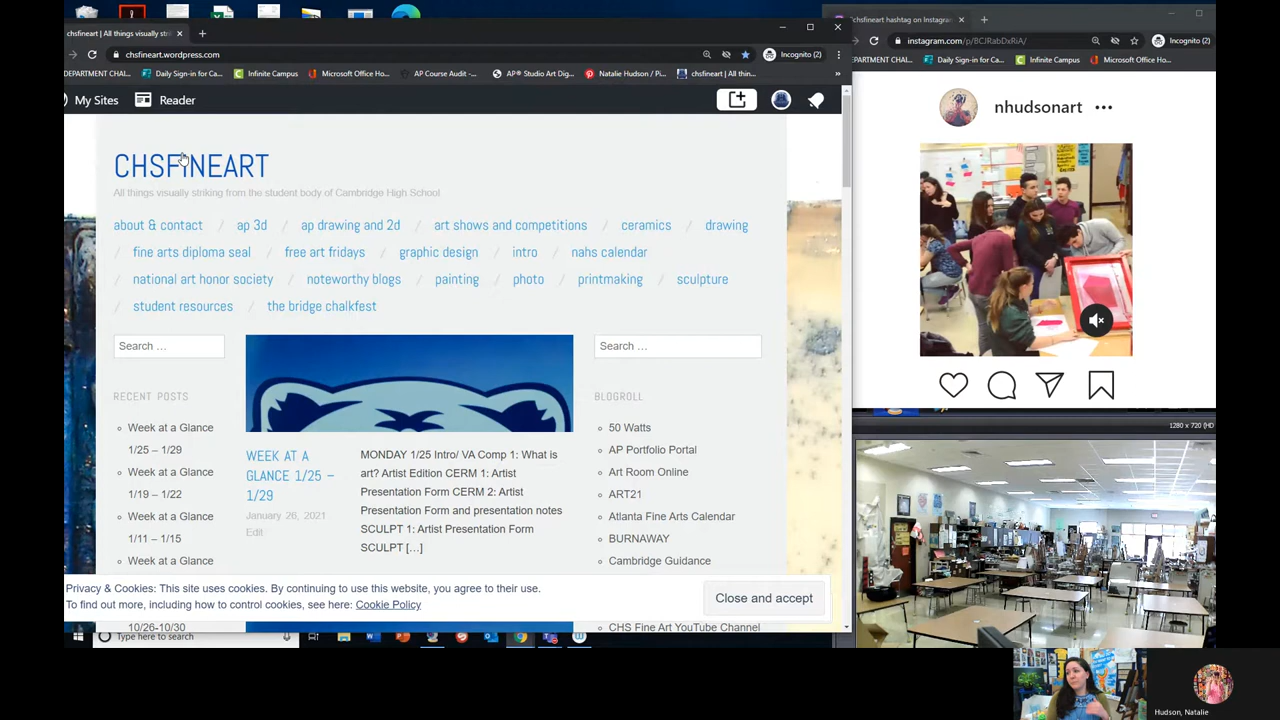 chsfineart | All things visually stri
chsfineart.wordpress.com
Incognito (2)
DEPARTMENT CHAI...
Daily Sign-in for Ca...
Infinite Campus
Microsoft Office Ho...
AP Course Audit -...
AP® Studio Art Dig...
Natalie Hudson / Pi...
chsfineart | All thin...
»
My Sites
Reader
CHSFINEART
All things visually striking from the student body of Cambridge High School
about & contact / ap 3d / ap drawing and 2d / art shows and competitions / ceramics / drawing
/ fine arts diploma seal / free art fridays / graphic design / intro / nahs calendar
/ national art honor society / noteworthy blogs / painting / photo / printmaking / sculpture
/ student resources / the bridge chalkfest
Search …
RECENT POSTS
Week at a Glance
1/25 – 1/29
Week at a Glance
1/19 – 1/22
Week at a Glance
1/11 – 1/15
Week at a Glance
10/26-10/30
WEEK AT A
GLANCE 1/25 –
1/29
January 26, 2021
Edit
MONDAY 1/25 Intro/ VA Comp 1: What is
art? Artist Edition CERM 1: Artist
Presentation Form CERM 2: Artist
Presentation Form and presentation notes
SCULPT 1: Artist Presentation Form
SCULPT […]
Search …
BLOGROLL
50 Watts
AP Portfolio Portal
Art Room Online
ART21
Atlanta Fine Arts Calendar
BURNAWAY
Cambridge Guidance
CHS Fine Art YouTube Channel
Privacy & Cookies: This site uses cookies. By continuing to use this website, you agree to their use.
To find out more, including how to control cookies, see here: Cookie Policy
Close and accept
Type here to search
chsfineart hashtag on Instagram
instagram.com/p/BCJRabDxRiA/
Incognito (2)
DEPARTMENT CHAI...
Daily Sign-in for Ca...
Infinite Campus
Microsoft Office Ho...
nhudsonart
1280 x 720 (HD
Hudson, Natalie